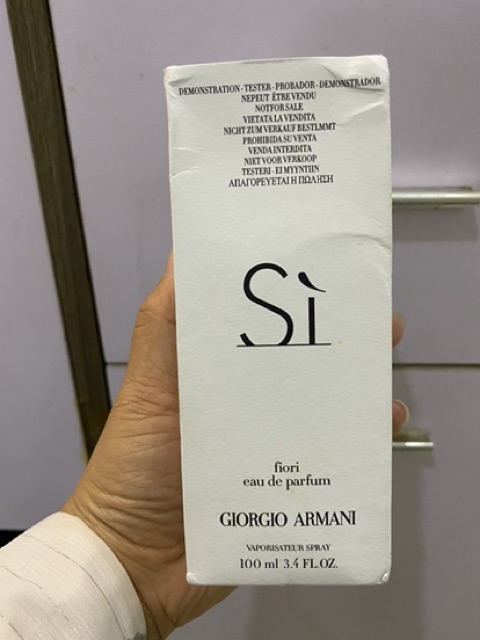 DEMONSTRATION - TESTER - PROBADOR - DEMONSTRADOR
NEPEUT ÊTRE VENDU
NOTFORSALE
VIETATA LA VENDITA
NICHT ZUM VERKAUF BESTLMMT
PROHIBIDA SU VENTA
VENDA INTERDITA
NIET VOOR VERKOOP
TESTERI - EI MYYNTIIN
ΑΠΑΓΟΡΕΥΕΤΑΙ Η ΠΩΛΗΣΗ
Sì
fiori
eau de parfum
GIORGIO ARMANI
VAPORISATEUR SPRAY
100 ml 3.4 FL.OZ.